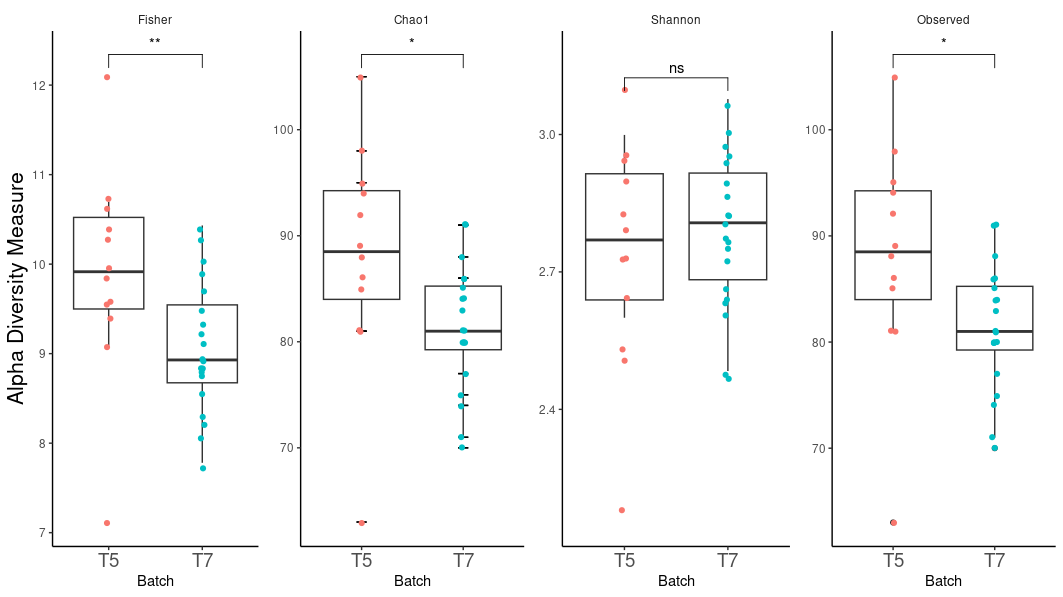 Fisher
Chao1
Shannon
Observed
**
*
ns
*
Alpha Diversity Measure
12
11
10
9
8
7
100
90
80
70
3.0
2.7
2.4
100
90
80
70
T5 T7
T5 T7
T5 T7
T5 T7
Batch
Batch
Batch
Batch